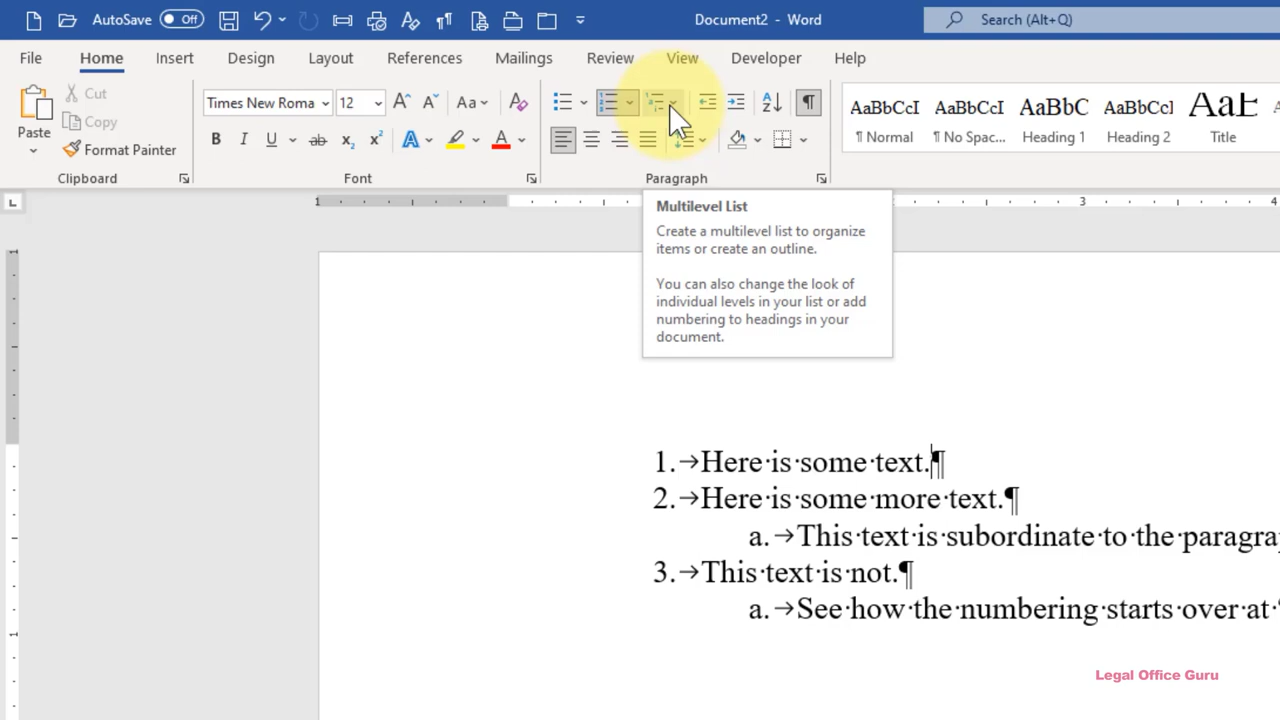 AutoSave Off Document2 - Word Search (Alt+Q)
File Home Insert Design Layout References Mailings Review View Developer Help
Paste Cut Copy Format Painter
Clipboard
Times New Roma 12 Aa
B I U ab x₂ x² A A
Font
Paragraph
AaBbCcI AaBbCcI AaBbC AaBbCcI
¶ Normal ¶ No Spac... Heading 1 Heading 2 Title
1 3 4
Multilevel List
Create a multilevel list to organize
items or create an outline.
You can also change the look of
individual levels in your list or add
numbering to headings in your
document.
1.→Here·is·some·text.¶
2.→Here·is·some·more·text.¶
a.→This·text·is·subordinate·to·the·paragra
3.→This·text·is·not.¶
a.→See·how·the·numbering·starts·over·at·
Legal Office Guru